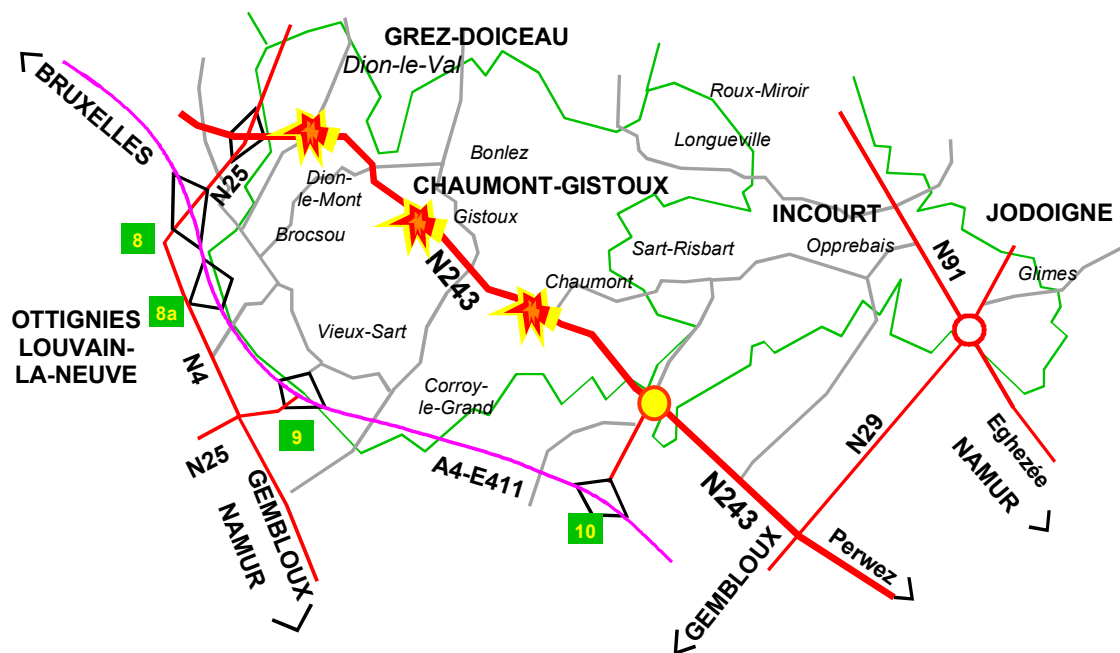 GREZ-DOICEAU
Dion-le-Val
BRUXELLES
Roux-Miroir
Longueville
N25
Bonlez
Dion-
le-Mont
CHAUMONT-GISTOUX
Gistoux
INCOURT
JODOIGNE
8
Brocsou
N243
Sart-Risbart
Opprebais
N91
Glimes
Chaumont
8a
OTTIGNIES
LOUVAIN-
LA-NEUVE
N4
Vieux-Sart
Corroy-
le-Grand
9
N25
A4-E411
N29
Eghezée
NAMUR
GEMBLOUX
NAMUR
10
N243
GEMBLOUX
Perwez